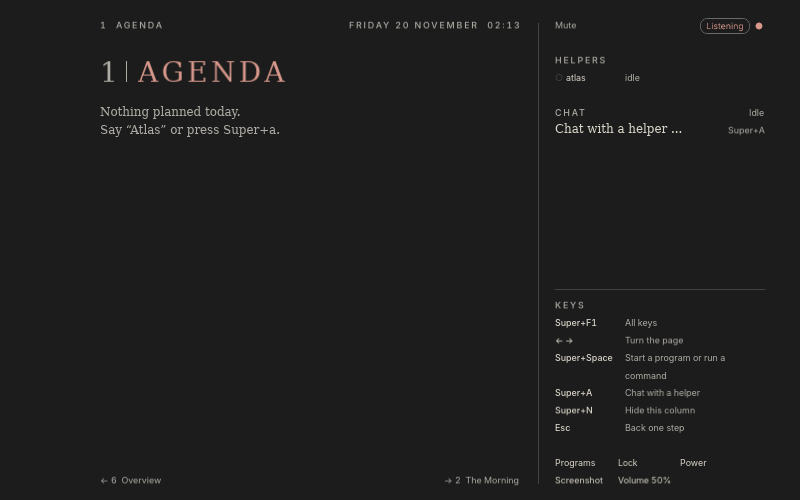 1 AGENDA
FRIDAY 20 NOVEMBER 02:13
1 | AGENDA
Nothing planned today.
Say “Atlas” or press Super+a.
← 6 Overview
→ 2 The Morning
Mute
Listening
HELPERS
atlas idle
CHAT Idle
Chat with a helper ... Super+A
KEYS
Super+F1 All keys
← → Turn the page
Super+Space Start a program or run a
command
Super+A Chat with a helper
Super+N Hide this column
Esc Back one step
Programs Lock Power
Screenshot Volume 50%